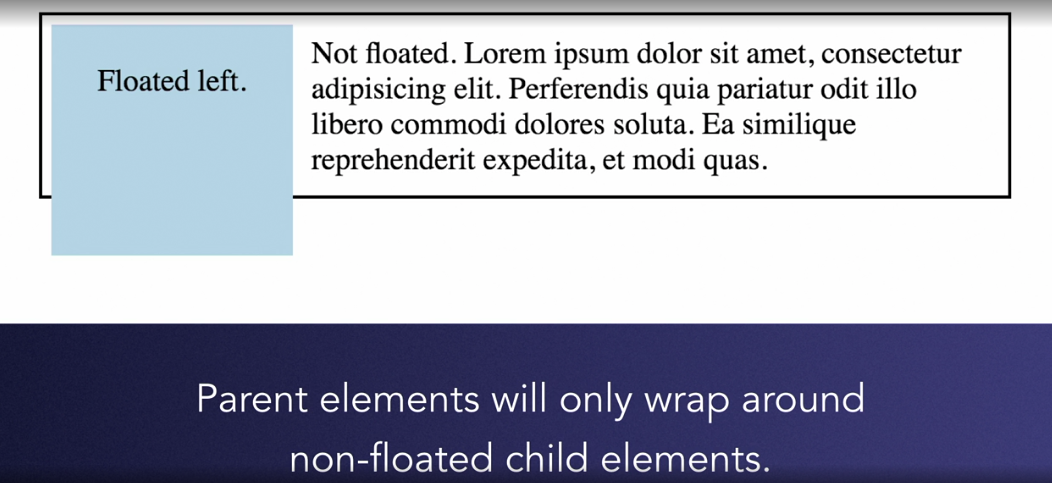 Floated left.
Not floated. Lorem ipsum dolor sit amet, consectetur
adipisicing elit. Perferendis quia pariatur odit illo
libero commodi dolores soluta. Ea similique
reprehenderit expedita, et modi quas.
Parent elements will only wrap around
non-floated child elements.